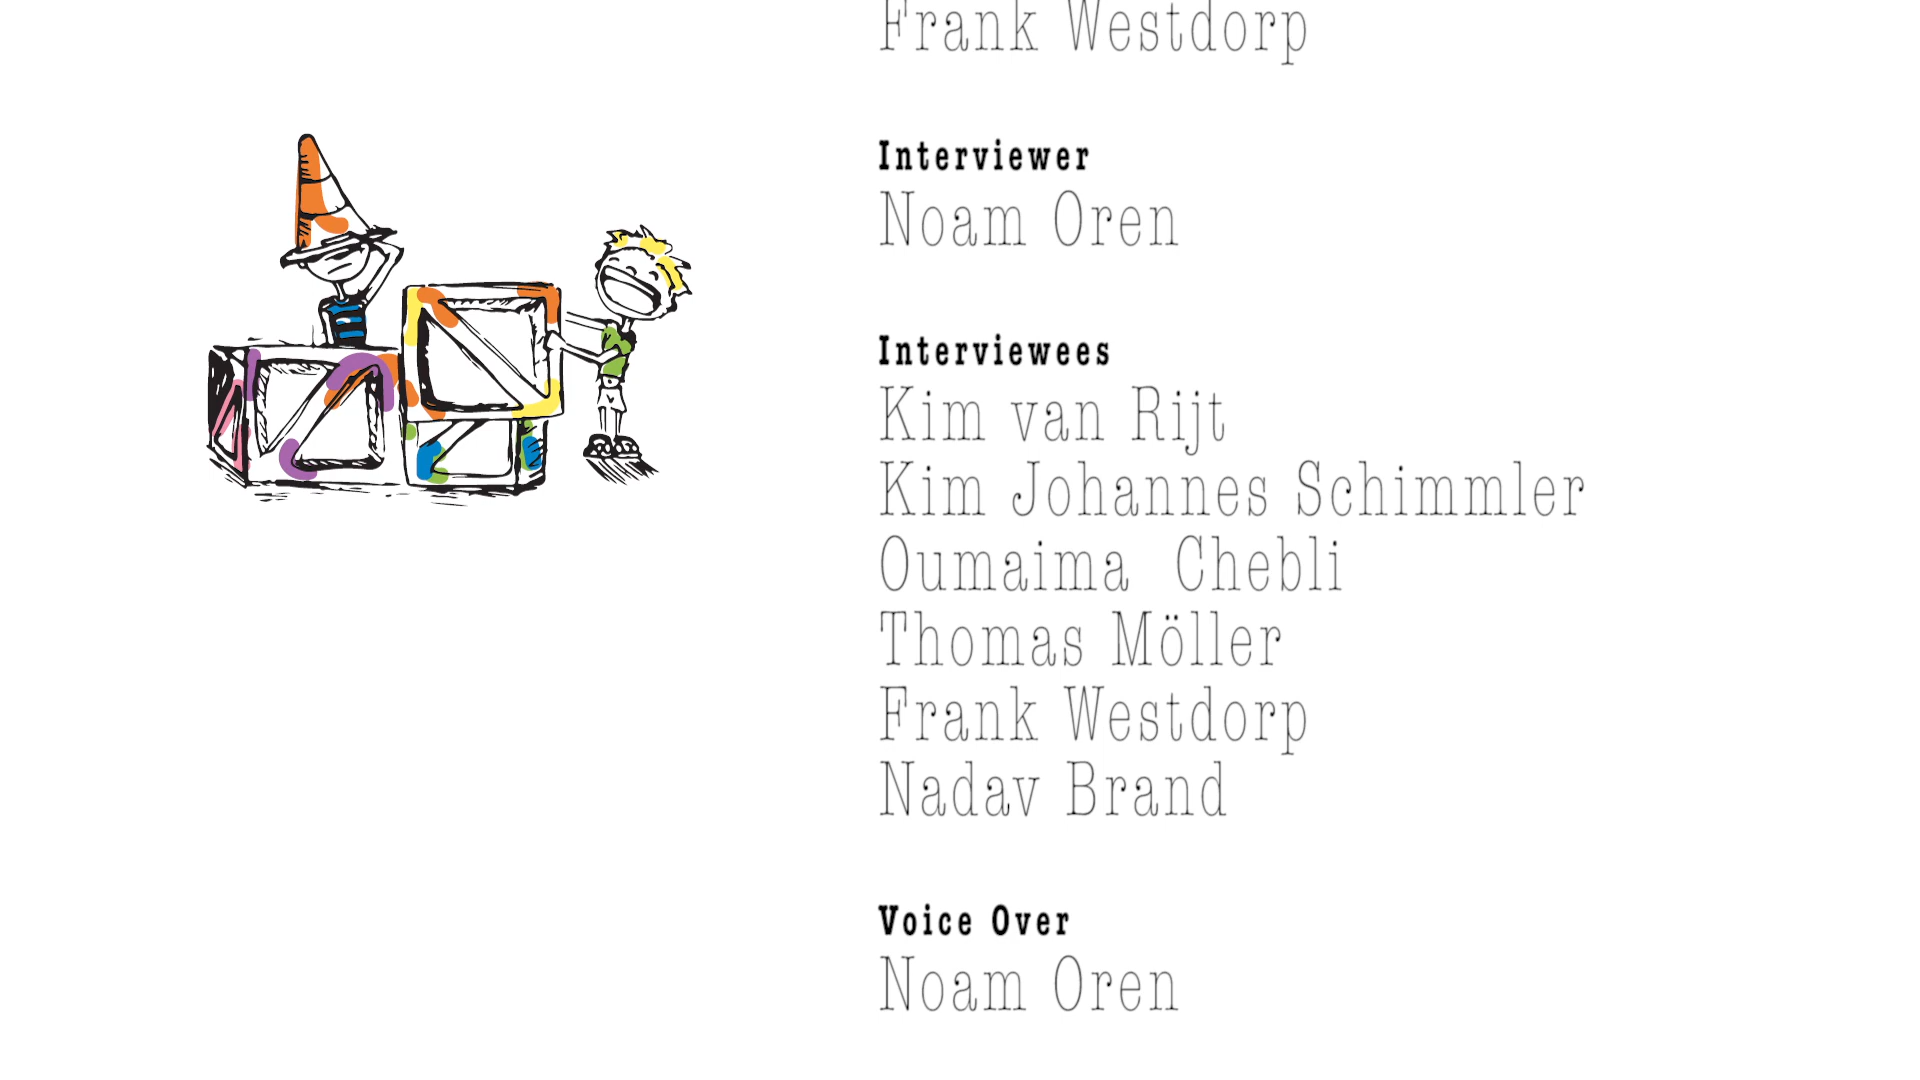 Frank Westdorp
Interviewer
Noam Oren
Interviewees
Kim van Rijt
Kim Johannes Schimmler
Oumaima Chebli
Thomas Möller
Frank Westdorp
Nadav Brand
Voice Over
Noam Oren